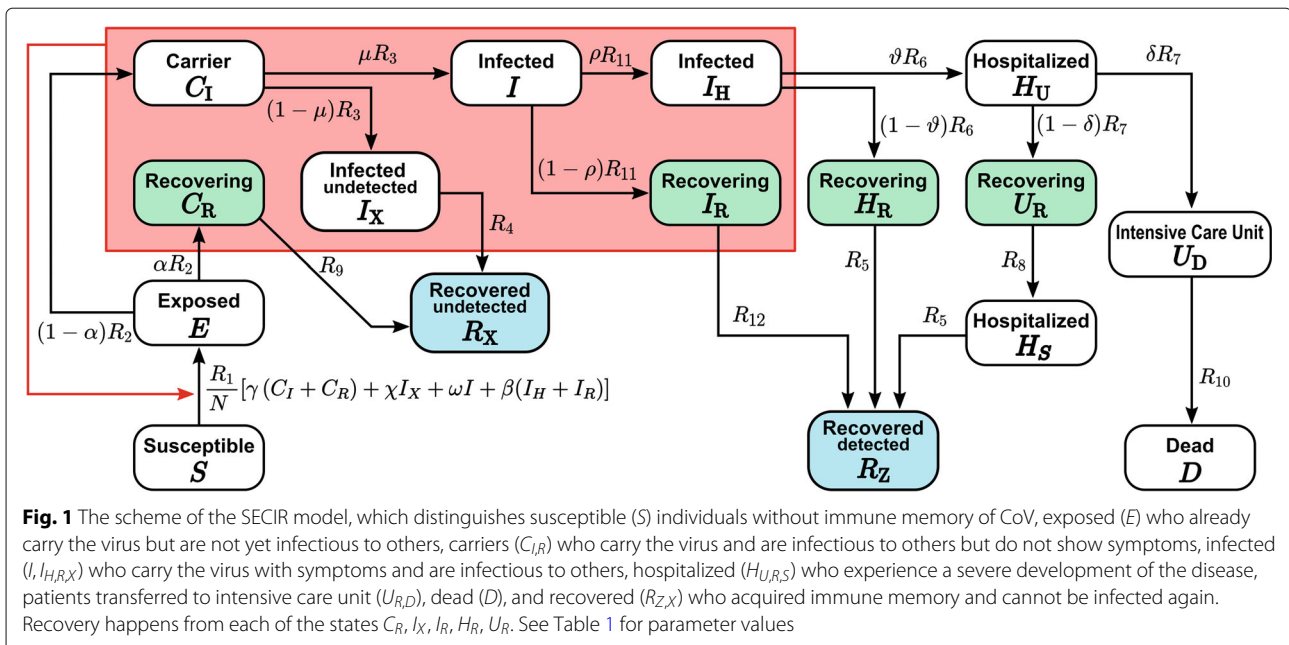 Carrier
C_I
μR_3
Infected
I
ρR_11
Infected
I_H
ϑR_6
Hospitalized
H_U
δR_7
(1 − μ)R_3
(1 − ϑ)R_6
(1 − δ)R_7
Recovering
C_R
Infected
undetected
I_X
(1 − ρ)R_11
Recovering
I_R
Recovering
H_R
Recovering
U_R
Intensive Care Unit
U_D
αR_2
R_9
R_4
R_5
R_8
Exposed
E
(1 − α)R_2
Recovered
undetected
R_X
R_12
R_5
Hospitalized
H_S
R_1/N [γ (C_I + C_R) + χI_X + ωI + β(I_H + I_R)]
R_10
Susceptible
S
Recovered
detected
R_Z
Dead
D
Fig. 1 The scheme of the SECIR model, which distinguishes susceptible (S) individuals without immune memory of CoV, exposed (E) who already
carry the virus but are not yet infectious to others, carriers (C_I,R) who carry the virus and are infectious to others but do not show symptoms, infected
(I, I_H,R,X) who carry the virus with symptoms and are infectious to others, hospitalized (H_U,R,S) who experience a severe development of the disease,
patients transferred to intensive care unit (U_R,D), dead (D), and recovered (R_Z,X) who acquired immune memory and cannot be infected again.
Recovery happens from each of the states C_R, I_X, I_R, H_R, U_R. See Table 1 for parameter values